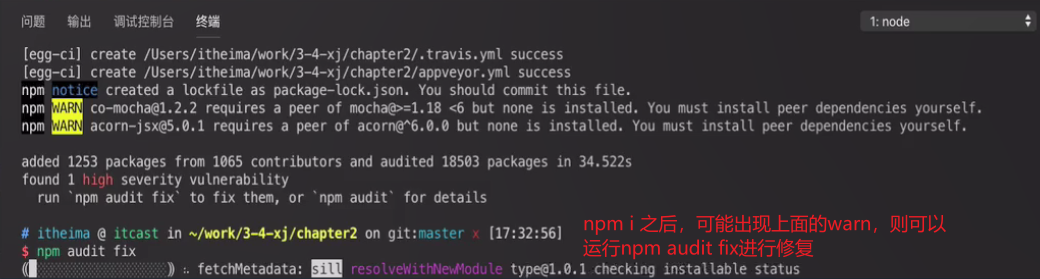 问题 输出 调试控制台 终端 1: node
[egg-ci] create /Users/itheima/work/3-4-xj/chapter2/.travis.yml success
[egg-ci] create /Users/itheima/work/3-4-xj/chapter2/appveyor.yml success
npm notice created a lockfile as package-lock.json. You should commit this file.
npm WARN co-mocha@1.2.2 requires a peer of mocha@>=1.18 <6 but none is installed. You must install peer dependencies yourself.
npm WARN acorn-jsx@5.0.1 requires a peer of acorn@^6.0.0 but none is installed. You must install peer dependencies yourself.
added 1253 packages from 1065 contributors and audited 18503 packages in 34.522s
found 1 high severity vulnerability
run `npm audit fix` to fix them, or `npm audit` for details
# itheima @ itcast in ~/work/3-4-xj/chapter2 on git:master x [17:32:56]
$ npm audit fix
npm i 之后，可能出现上面的warn，则可以
运行npm audit fix进行修复
⸨░░░░░░░░░░░░░░░░░░⸩ ⠦ fetchMetadata: sill resolveWithNewModule type@1.0.1 checking installable status